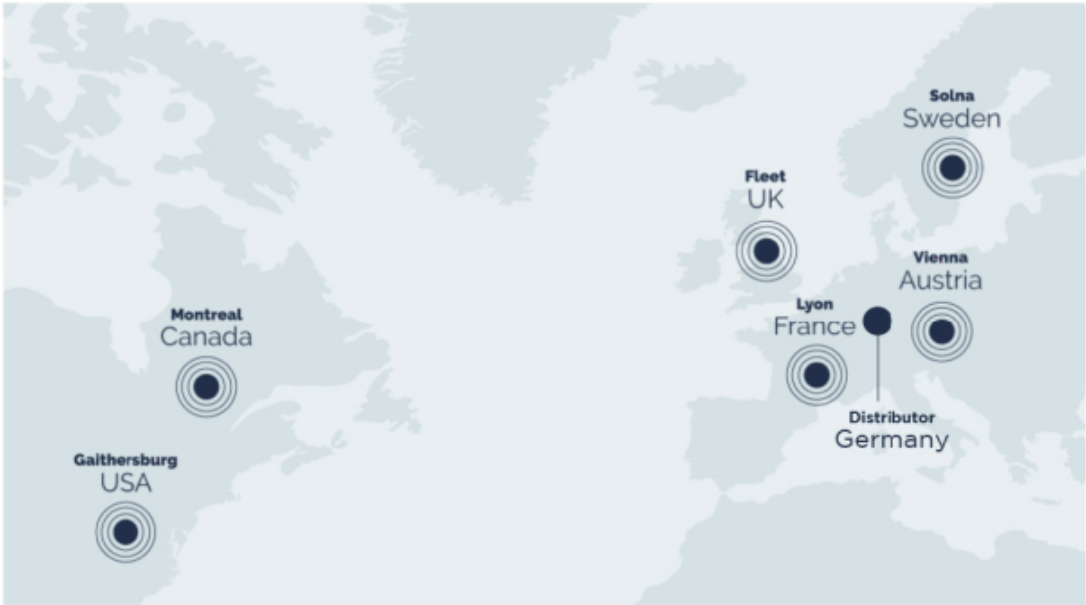 Solna
Sweden
Fleet
UK
Vienna
Austria
Lyon
France
Montreal
Canada
Distributor
Germany
Gaithersburg
USA